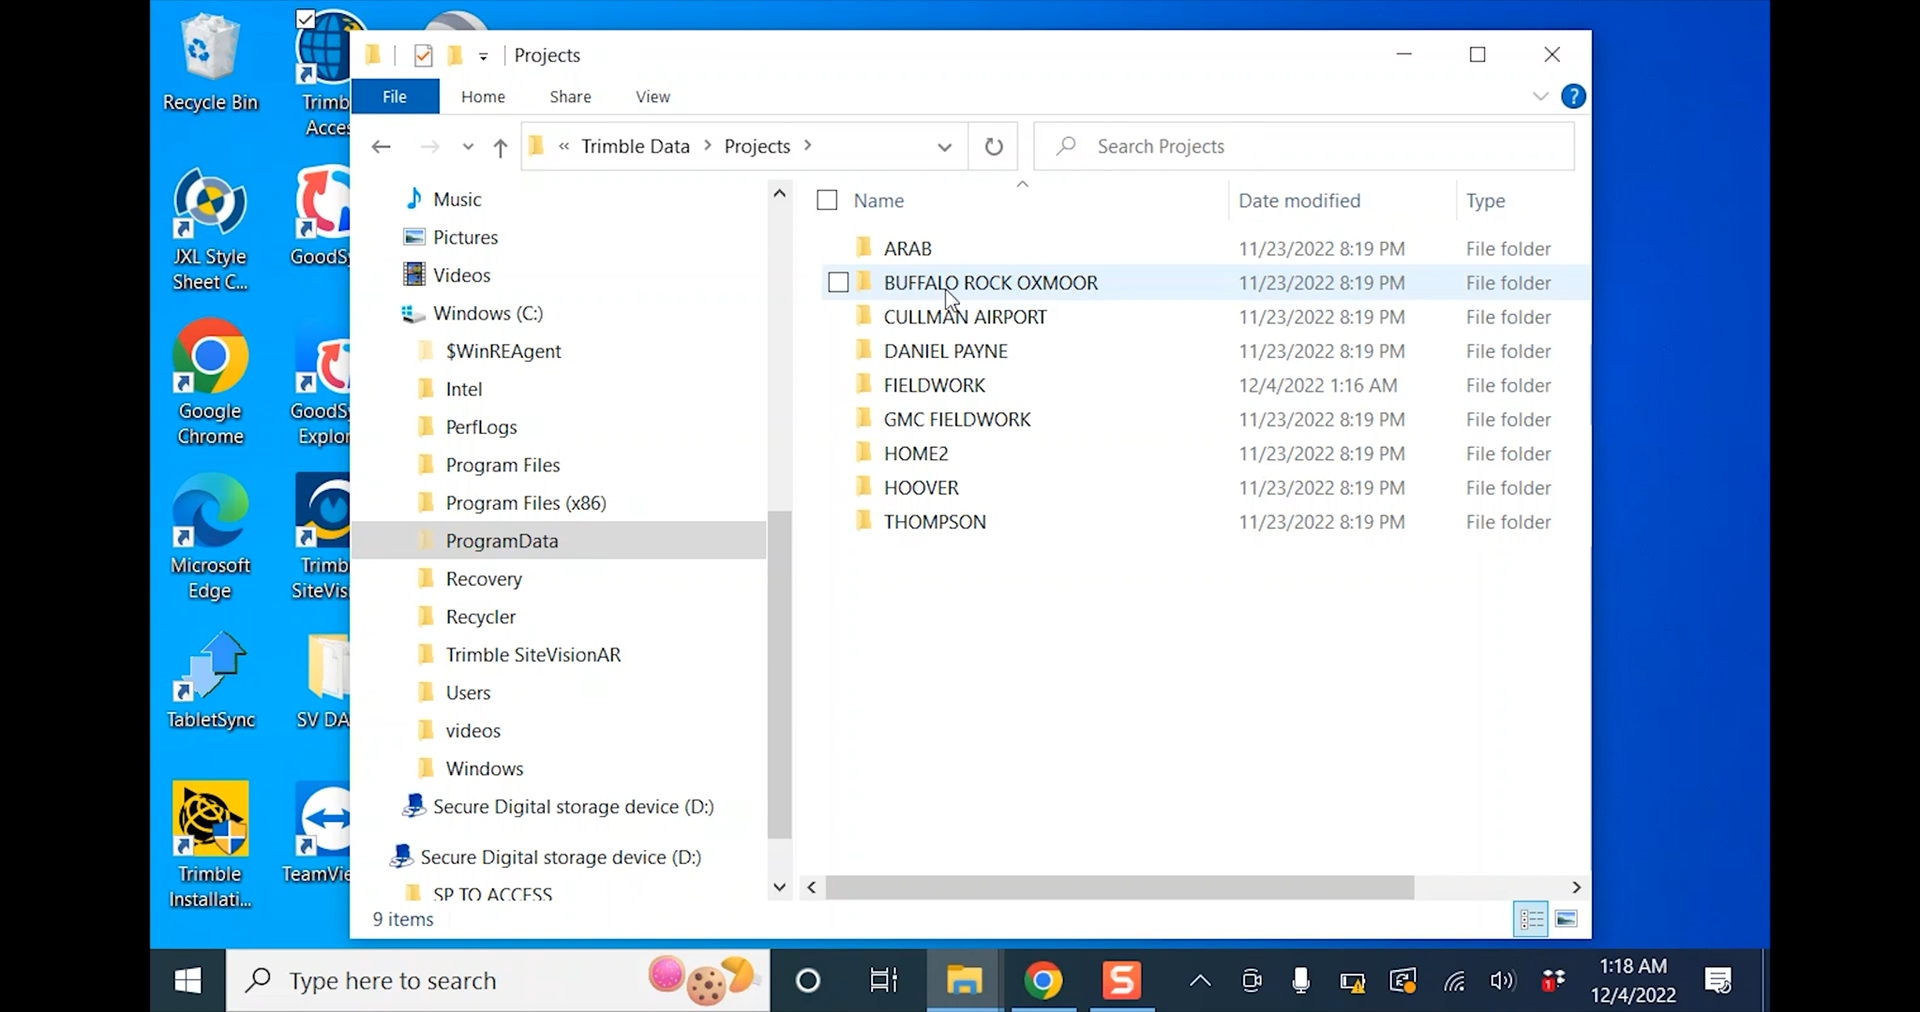 Recycle Bin
Trimb
Acces
JXL Style
Sheet C...
GoodSy
Google
Chrome
GoodSy
Explor
Microsoft
Edge
Trimb
SiteVis
TabletSync
SV DA
Trimble
Installati...
TeamVie
Projects
File
Home
Share
View
?
«
Trimble Data
Projects
Search Projects
Music
Pictures
Videos
Windows (C:)
$WinREAgent
Intel
PerfLogs
Program Files
Program Files (x86)
ProgramData
Recovery
Recycler
Trimble SiteVisionAR
Users
videos
Windows
Secure Digital storage device (D:)
Secure Digital storage device (D:)
SP TO ACCESS
Name Date modified Type
ARAB 11/23/2022 8:19 PM File folder
BUFFALO ROCK OXMOOR 11/23/2022 8:19 PM File folder
CULLMAN AIRPORT 11/23/2022 8:19 PM File folder
DANIEL PAYNE 11/23/2022 8:19 PM File folder
FIELDWORK 12/4/2022 1:16 AM File folder
GMC FIELDWORK 11/23/2022 8:19 PM File folder
HOME2 11/23/2022 8:19 PM File folder
HOOVER 11/23/2022 8:19 PM File folder
THOMPSON 11/23/2022 8:19 PM File folder
9 items
Type here to search
S
1
1:18 AM
12/4/2022